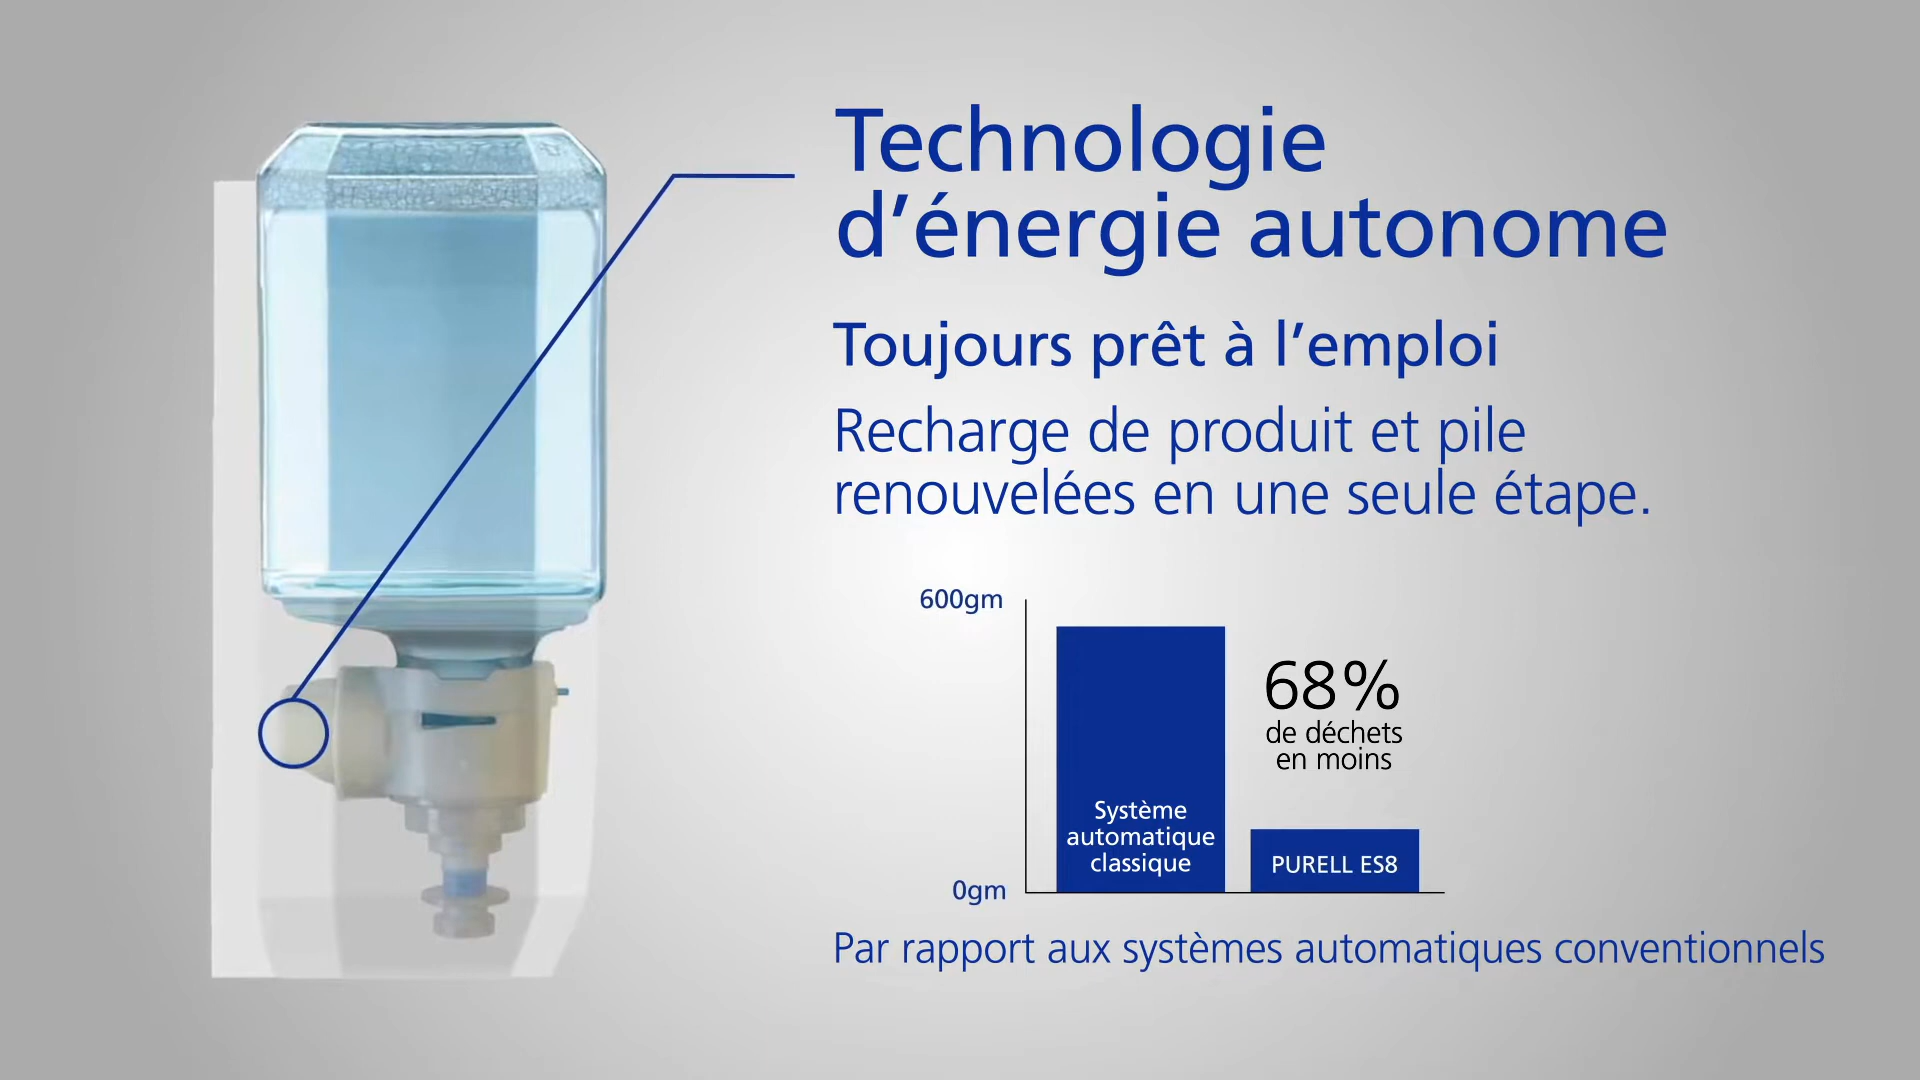 Technologie
d’énergie autonome
Toujours prêt à l’emploi
Recharge de produit et pile
renouvelées en une seule étape.
600gm
68%
de déchets
en moins
Système
automatique
classique
PURELL ES8
0gm
Par rapport aux systèmes automatiques conventionnels